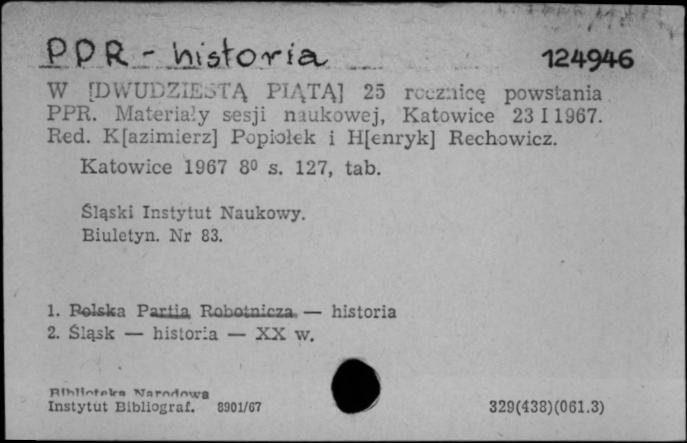 PPR - historia 124946
W [DWUDZIESTĄ PIĄTĄ] 25 rocznicę powstania
PPR. Materiały sesji naukowej, Katowice 23 I 1967.
Red. K[azimierz] Popiołek i H[enryk] Rechowicz.
Katowice 1967 8⁰ s. 127, tab.
Śląski Instytut Naukowy.
Biuletyn. Nr 83.
1. Polska Partia Robotnicza — historia
2. Śląsk — historia — XX w.
Biblioteka Narodowa
Instytut Bibliograf. 8901/67 329(438)(061.3)